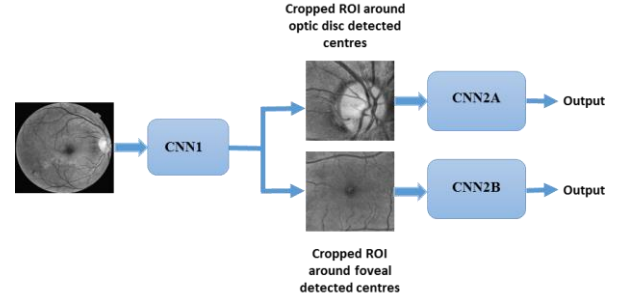 Cropped ROI around
optic disc detected
centres
CNN1
CNN2A
Output
CNN2B
Output
Cropped ROI
around foveal
detected centres